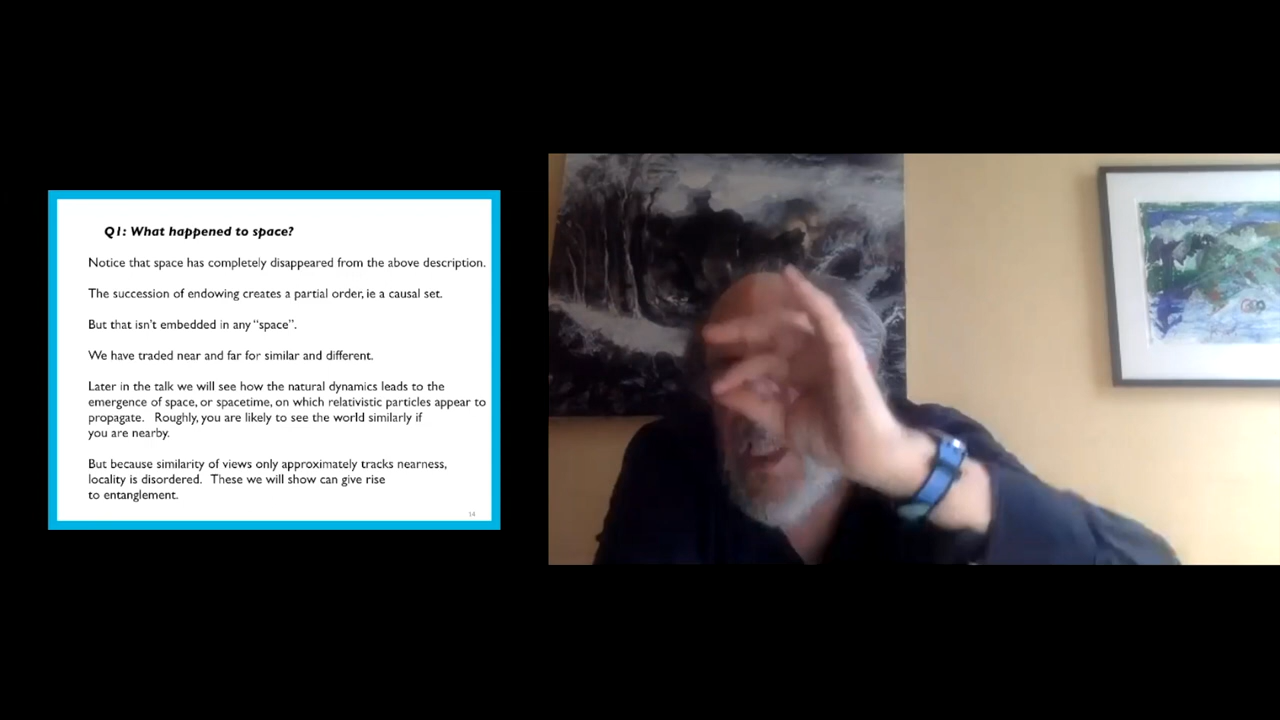 Q1: What happened to space?
Notice that space has completely disappeared from the above description.
The succession of endowing creates a partial order, ie a causal set.
But that isn't embedded in any "space".
We have traded near and far for similar and different.
Later in the talk we will see how the natural dynamics leads to the
emergence of space, or spacetime, on which relativistic particles appear to
propagate. Roughly, you are likely to see the world similarly if
you are nearby.
But because similarity of views only approximately tracks nearness,
locality is disordered. These we will show can give rise
to entanglement.
14